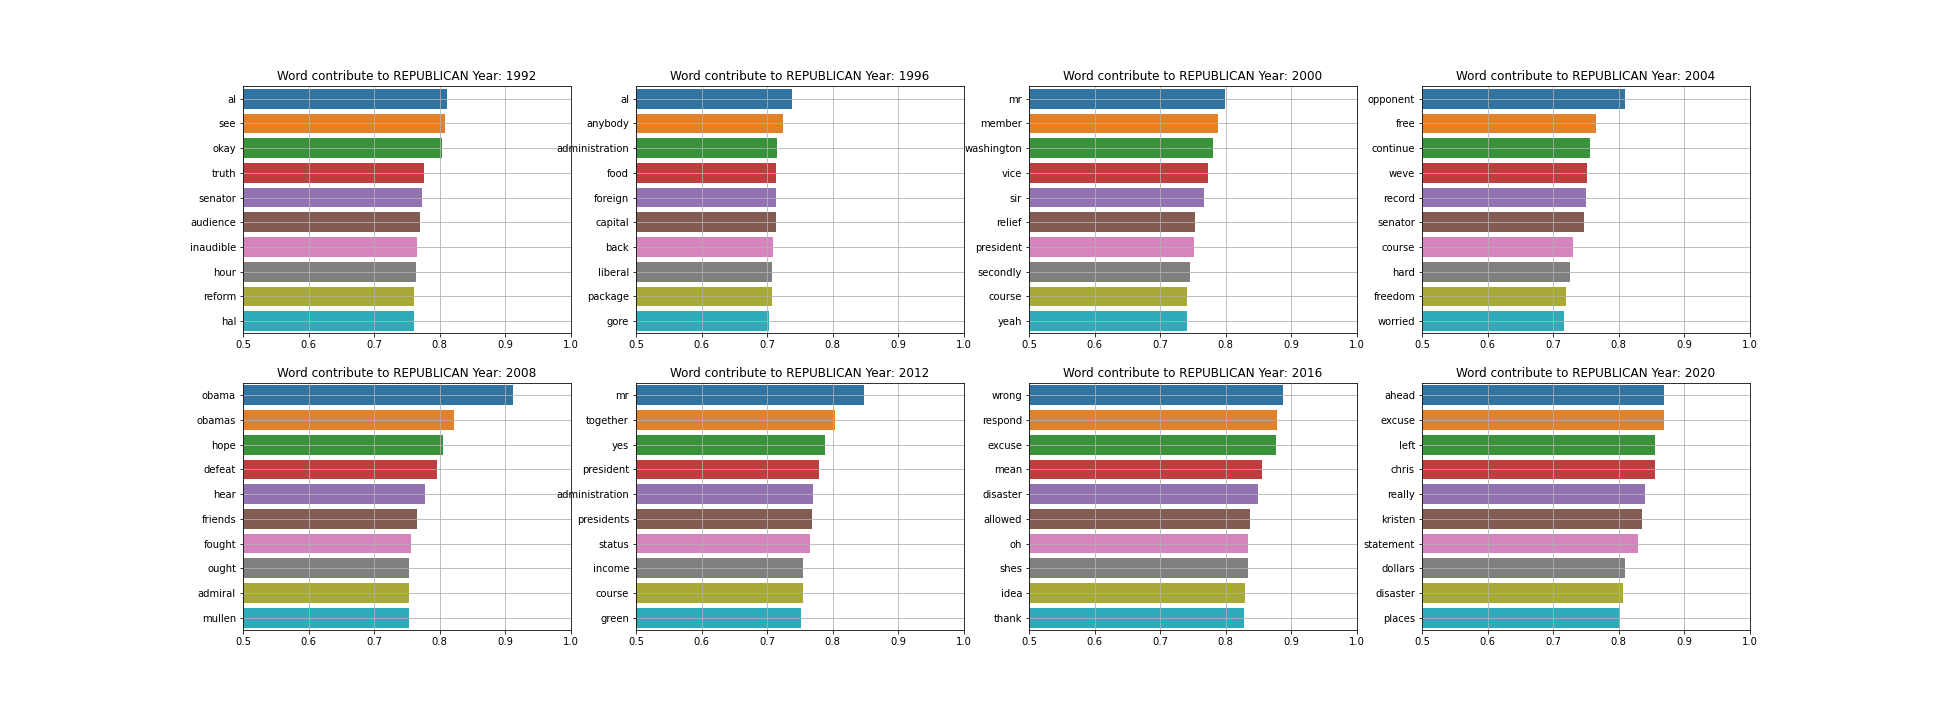 Word contribute to REPUBLICAN Year: 1992
al
see
okay
truth
senator
audience
inaudible
hour
reform
hal
0.5 0.6 0.7 0.8 0.9 1.0
Word contribute to REPUBLICAN Year: 1996
al
anybody
administration
food
foreign
capital
back
liberal
package
gore
0.5 0.6 0.7 0.8 0.9 1.0
Word contribute to REPUBLICAN Year: 2000
mr
member
washington
vice
sir
relief
president
secondly
course
yeah
0.5 0.6 0.7 0.8 0.9 1.0
Word contribute to REPUBLICAN Year: 2004
opponent
free
continue
weve
record
senator
course
hard
freedom
worried
0.5 0.6 0.7 0.8 0.9 1.0
Word contribute to REPUBLICAN Year: 2008
obama
obamas
hope
defeat
hear
friends
fought
ought
admiral
mullen
0.5 0.6 0.7 0.8 0.9 1.0
Word contribute to REPUBLICAN Year: 2012
mr
together
yes
president
administration
presidents
status
income
course
green
0.5 0.6 0.7 0.8 0.9 1.0
Word contribute to REPUBLICAN Year: 2016
wrong
respond
excuse
mean
disaster
allowed
oh
shes
idea
thank
0.5 0.6 0.7 0.8 0.9 1.0
Word contribute to REPUBLICAN Year: 2020
ahead
excuse
left
chris
really
kristen
statement
dollars
disaster
places
0.5 0.6 0.7 0.8 0.9 1.0